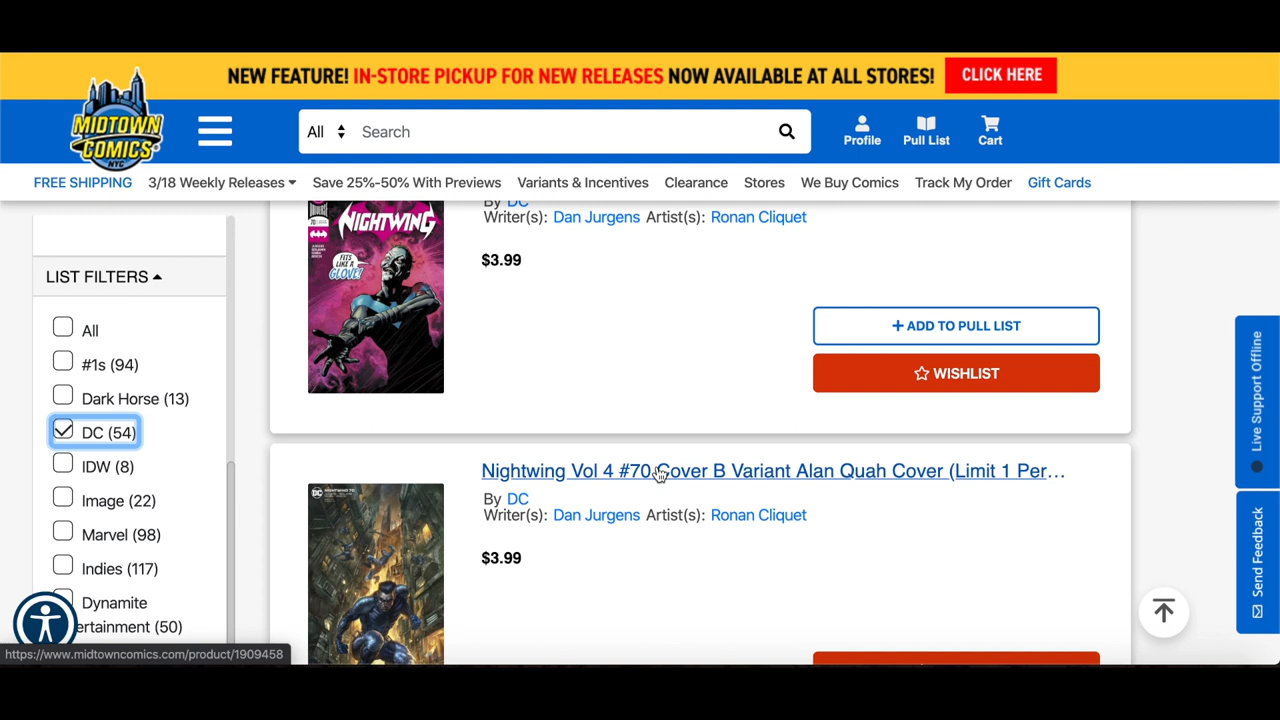 NEW FEATURE! IN-STORE PICKUP FOR NEW RELEASES NOW AVAILABLE AT ALL STORES! CLICK HERE
MIDTOWN
COMICS
NYC
All Search
Profile Pull List Cart
FREE SHIPPING 3/18 Weekly Releases Save 25%-50% With Previews Variants & Incentives Clearance Stores We Buy Comics Track My Order Gift Cards
By DC
Writer(s): Dan Jurgens Artist(s): Ronan Cliquet
$3.99
NIGHTWING
FITS
LIKE A
GLOVE!
+ ADD TO PULL LIST
WISHLIST
LIST FILTERS
All
#1s (94)
Dark Horse (13)
DC (54)
IDW (8)
Image (22)
Marvel (98)
Indies (117)
Dynamite
ertainment (50)
Nightwing Vol 4 #70 Cover B Variant Alan Quah Cover (Limit 1 Per...
By DC
Writer(s): Dan Jurgens Artist(s): Ronan Cliquet
$3.99
Live Support Offline
Send Feedback
https://www.midtowncomics.com/product/1909458